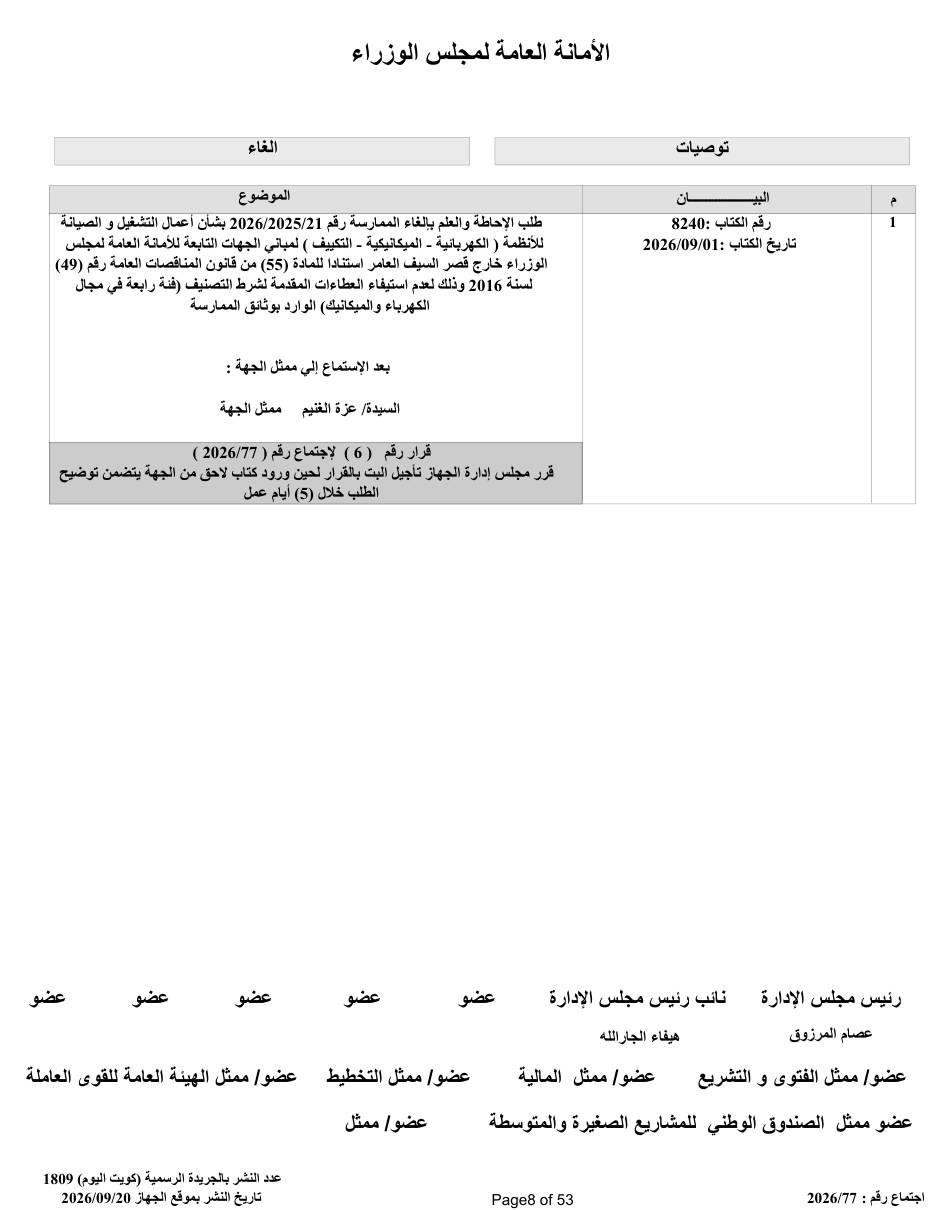 الأمانة العامة لمجلس الوزراء
توصيات
الغاء
م
البيـــــــــــــــان
الموضوع
1
رقم الكتاب :8240
تاريخ الكتاب :2026/09/01
طلب الإحاطة والعلم بإلغاء الممارسة رقم 2026/2025/21 بشأن أعمال التشغيل و الصيانة
للأنظمة ( الكهربائية - الميكانيكية - التكييف ) لمباني الجهات التابعة للأمانة العامة لمجلس
الوزراء خارج قصر السيف العامر استنادا للمادة (55) من قانون المناقصات العامة رقم (49)
لسنة 2016 وذلك لعدم استيفاء العطاءات المقدمة لشرط التصنيف (فئة رابعة في مجال
الكهرباء والميكانيك) الوارد بوثائق الممارسة
بعد الإستماع إلي ممثل الجهة :
السيدة/ عزة الغنيم ممثل الجهة
قرار رقم ( 6 ) لإجتماع رقم ( 2026/77 )
قرر مجلس إدارة الجهاز تأجيل البت بالقرار لحين ورود كتاب لاحق من الجهة يتضمن توضيح
الطلب خلال (5) أيام عمل
رئيس مجلس الإدارة نائب رئيس مجلس الإدارة عضو عضو عضو عضو عضو
عصام المرزوق هيفاء الجارالله
عضو/ ممثل الفتوى و التشريع عضو/ ممثل المالية عضو/ ممثل التخطيط عضو/ ممثل الهيئة العامة للقوى العاملة
عضو ممثل الصندوق الوطني للمشاريع الصغيرة والمتوسطة عضو/ ممثل
عدد النشر بالجريدة الرسمية (كويت اليوم) 1809
تاريخ النشر بموقع الجهاز 2026/09/20
Page8 of 53
اجتماع رقم : 2026/77